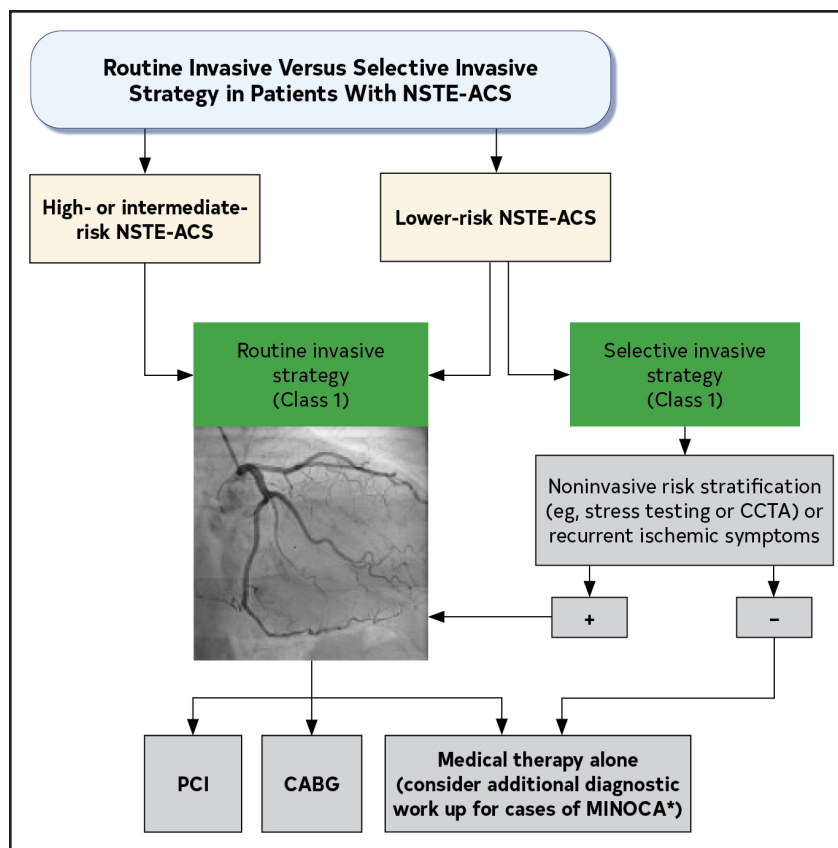 Routine Invasive Versus Selective Invasive
Strategy in Patients With NSTE-ACS
High- or intermediate-
risk NSTE-ACS
Lower-risk NSTE-ACS
Routine invasive
strategy
(Class 1)
Selective invasive
strategy
(Class 1)
Noninvasive risk stratification
(eg, stress testing or CCTA) or
recurrent ischemic symptoms
+
–
PCI
CABG
Medical therapy alone
(consider additional diagnostic
work up for cases of MINOCA*)